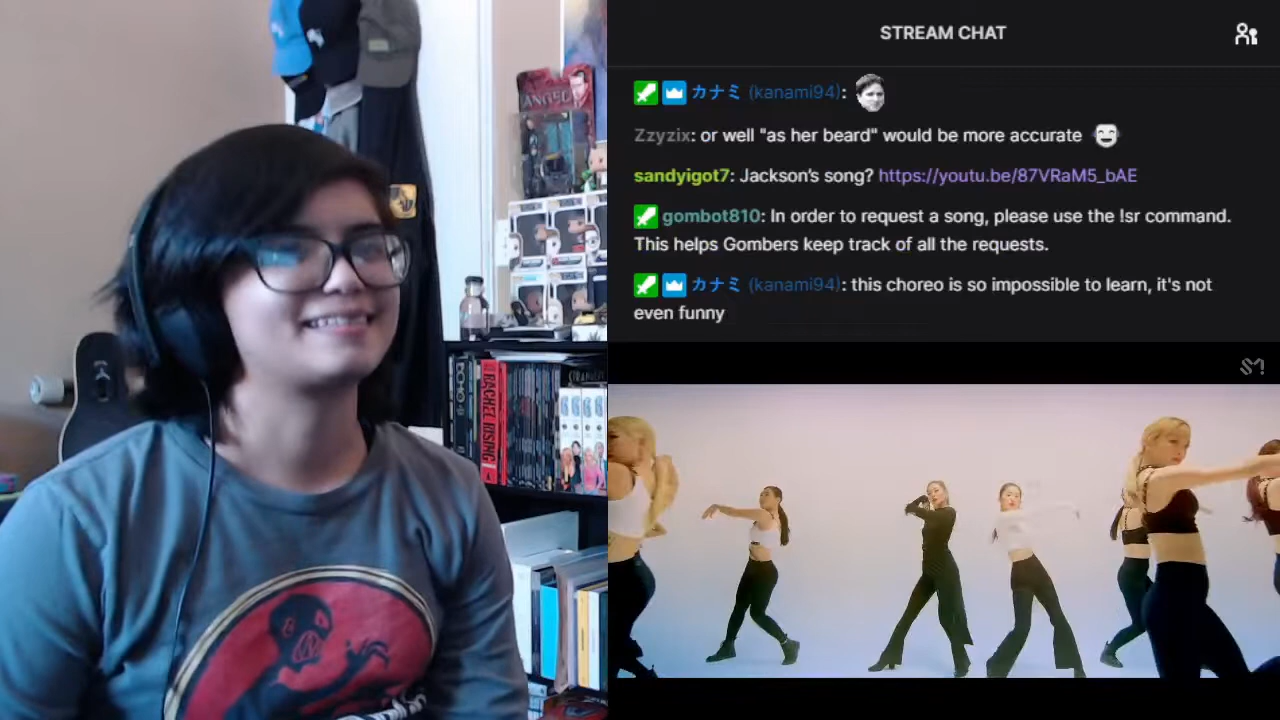 STREAM CHAT
カナミ (kanami94):
Zzyzix: or well "as her beard" would be more accurate
sandyigot7: Jackson's song? https://youtu.be/87VRaM5_bAE
gombot810: In order to request a song, please use the !sr command.
This helps Gombers keep track of all the requests.
カナミ (kanami94): this choreo is so impossible to learn, it's not
even funny
ANGEL
ECHO
RACHEL RISING
STRANGERS